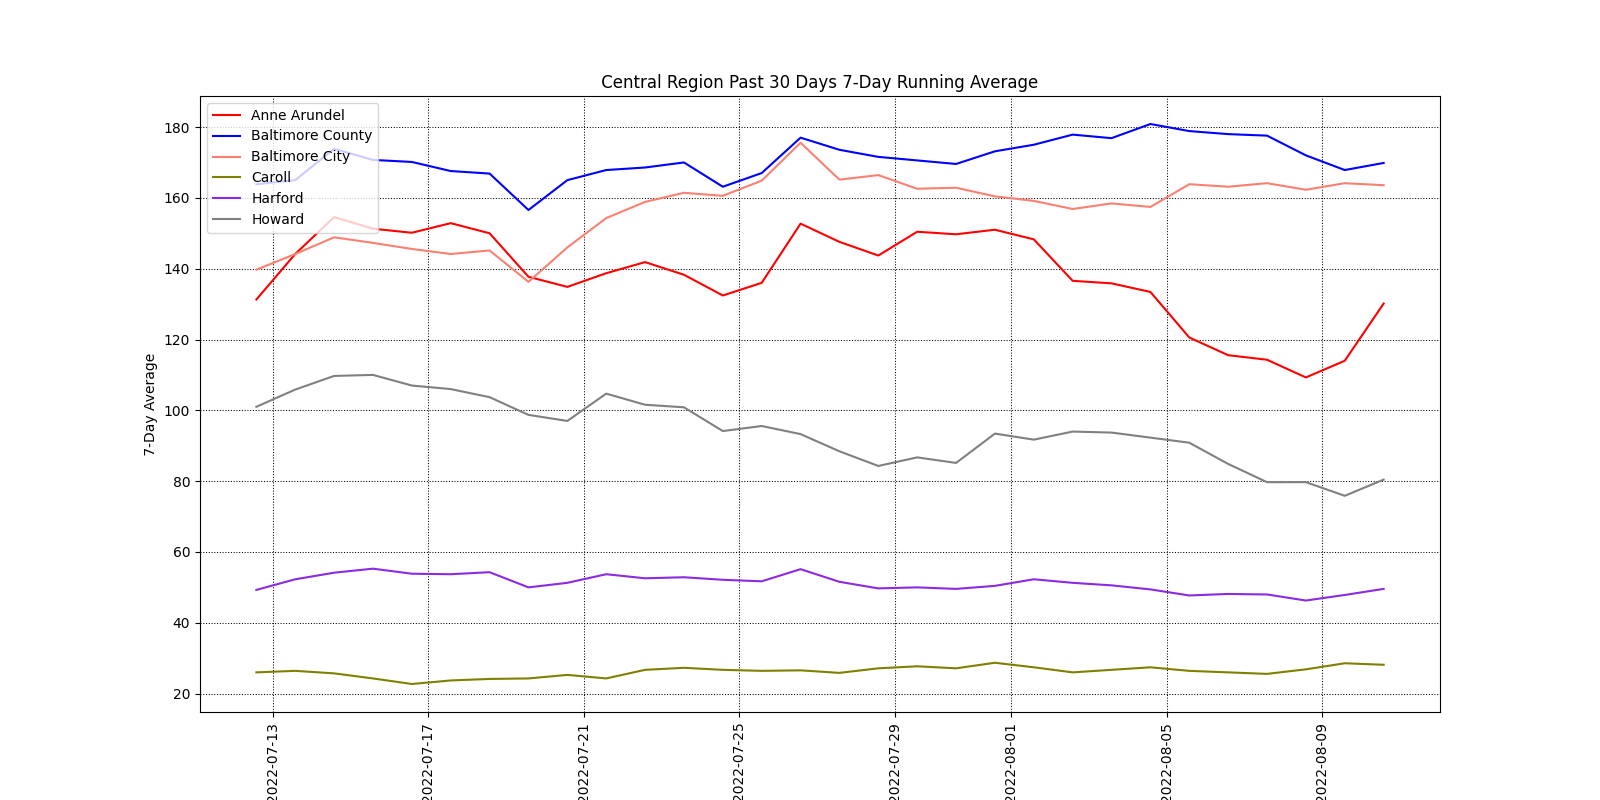 Central Region Past 30 Days 7-Day Running Average
Anne Arundel
Baltimore County
Baltimore City
Caroll
Harford
Howard
7-Day Average
180
160
140
120
100
80
60
40
20
2022-07-13
2022-07-17
2022-07-21
2022-07-25
2022-07-29
2022-08-01
2022-08-05
2022-08-09